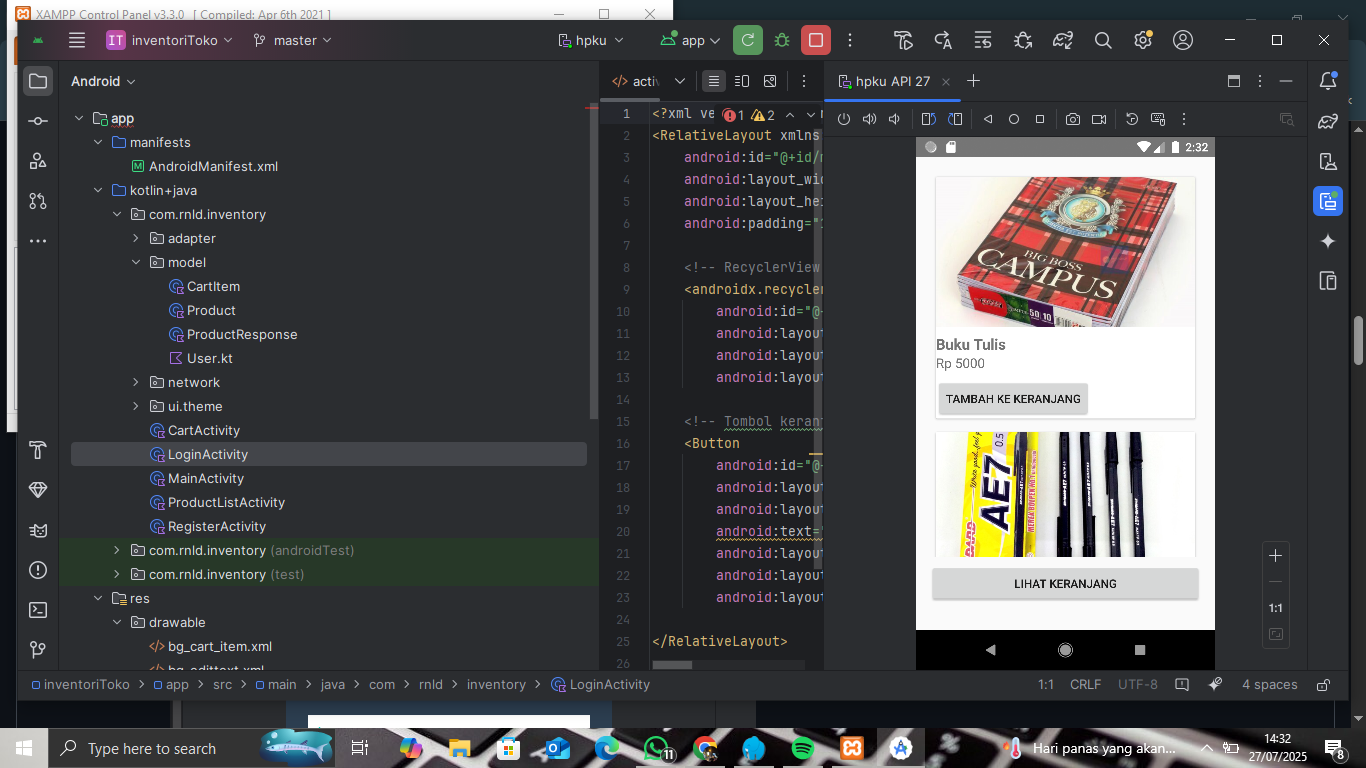 XAMPP Control Panel v3.3.0 [ Compiled: Apr 6th 2021 ]
IT inventoriToko master hpku app
Android
activ
hpku API 27
app
manifests
AndroidManifest.xml
kotlin+java
com.rnld.inventory
adapter
model
CartItem
Product
ProductResponse
User.kt
network
ui.theme
CartActivity
LoginActivity
MainActivity
ProductListActivity
RegisterActivity
com.rnld.inventory (androidTest)
com.rnld.inventory (test)
res
drawable
bg_cart_item.xml
bg_edittext.xml
1 <?xml ve 1 2
2 <RelativeLayout xmlns
3 android:id="@+id/
4 android:layout_wid
5 android:layout_hei
6 android:padding="1
7
8 <!-- RecyclerView
9 <androidx.recycler
10 android:id="@+
11 android:layout
12 android:layout
13 android:layout
14
15 <!-- Tombol keran
16 <Button
17 android:id="@+
18 android:layout
19 android:layout
20 android:text="
21 android:layout
22 android:layout
23 android:layout
24
25 </RelativeLayout>
26
2:32
BIG BOSS
CAMPUS
50 10
Buku Tulis
Rp 5000
TAMBAH KE KERANJANG
AE7
0.5
LIHAT KERANJANG
1:1
inventoriToko > app > src > main > java > com > rnld > inventory > LoginActivity
1:1 CRLF UTF-8 4 spaces
Type here to search
11
Hari panas yang akan...
14:32
27/07/2025
8